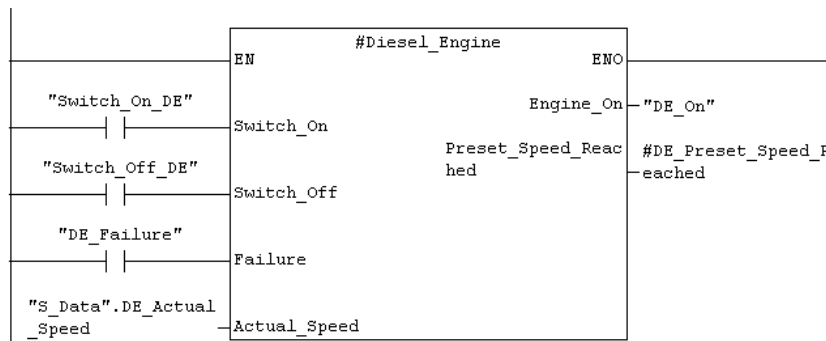 #Diesel_Engine
EN
ENO
"Switch_On_DE"
Switch_On
Engine_On
"DE_On"
Preset_Speed_Reac
hed
#DE_Preset_Speed_R
eached
"Switch_Off_DE"
Switch_Off
"DE_Failure"
Failure
"S_Data".DE_Actual
_Speed
Actual_Speed